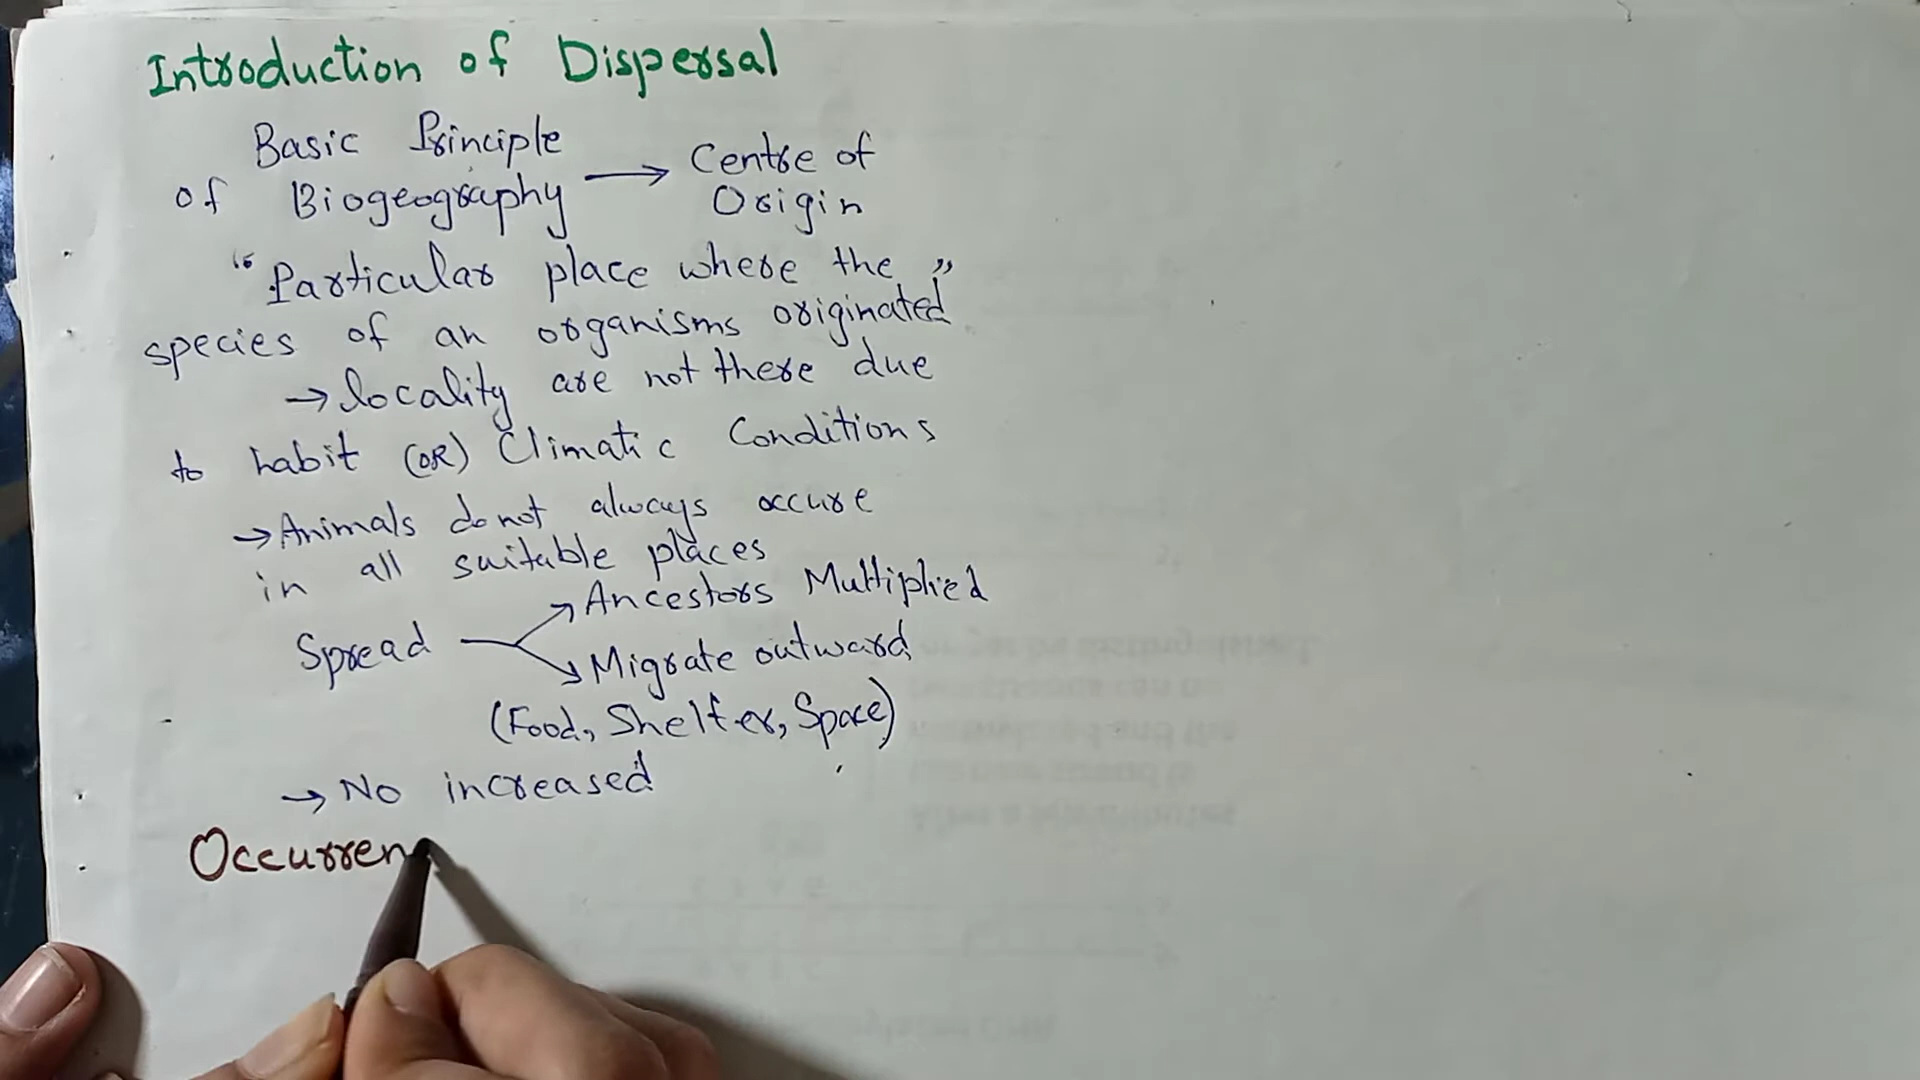 Introduction of Dispersal
Basic Principle
of Biogeography → Centre of
Origin
"Particular place where the "
species of an organisms originated
→ locality are not there due
to habit (OR) Climatic Conditions
→ Animals do not always occure
in all suitable places
Spread → Ancestors Multiplied
→ Migrate outward
(Food, Shelter, Space)
→ No increased
Occurren